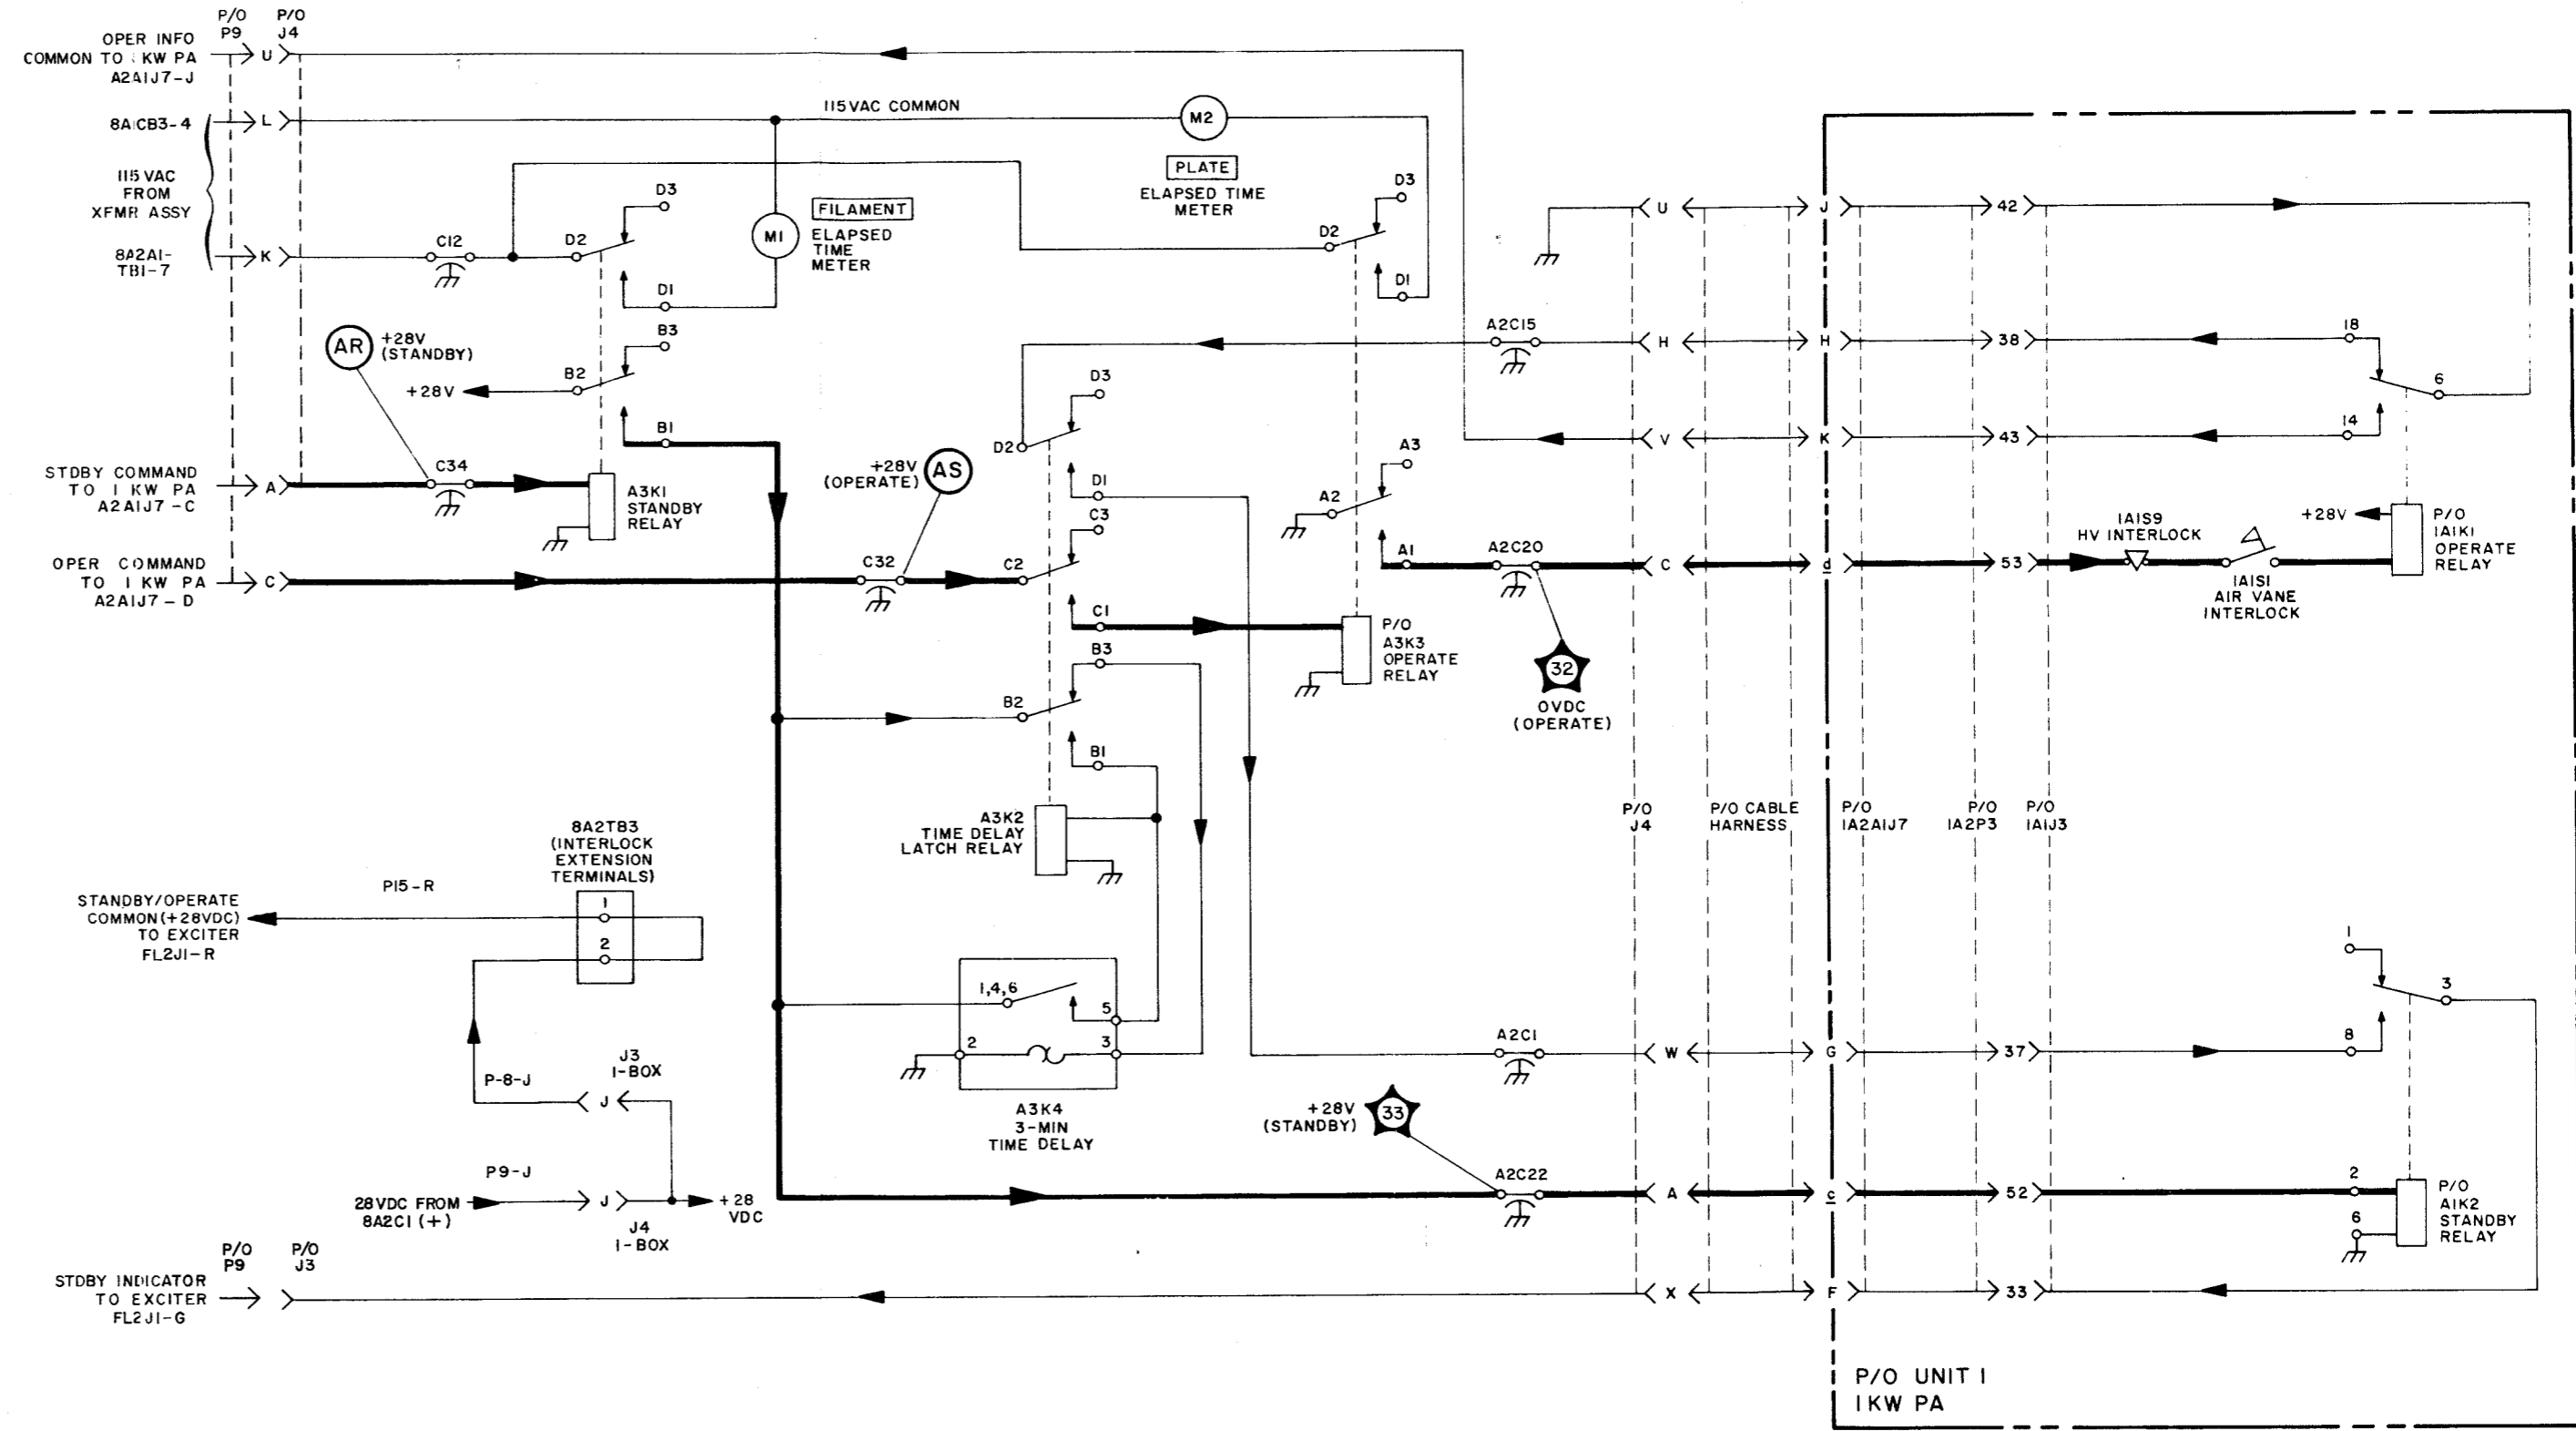 P/O P9
P/O J4
OPER INFO
COMMON TO 1 KW PA
A2A1J7-J
U
8A1CB3-4
L
115VAC COMMON
M2
PLATE
ELAPSED TIME
METER
115 VAC
FROM
XFMR ASSY
8A2A1-
TB1-7
K
C12
D2
D3
D1
M1
FILAMENT
ELAPSED
TIME
METER
D2
D3
D1
AR
+28V
(STANDBY)
+28V
B2
B3
B1
STDBY COMMAND
TO 1 KW PA
A2A1J7-C
A
C34
A3K1
STANDBY
RELAY
OPER COMMAND
TO 1 KW PA
A2A1J7-D
C
+28V
(OPERATE)
AS
C32
D2
D3
D1
C2
C3
C1
B3
B2
B1
A3K2
TIME DELAY
LATCH RELAY
A3
A2
A1
P/O
A3K3
OPERATE
RELAY
A2C15
A2C20
32
0VDC
(OPERATE)
U
J
42
H
H
38
V
K
43
C
d
53
18
6
14
1A1S9
HV INTERLOCK
1A1S1
AIR VANE
INTERLOCK
+28V
P/O
1A1K1
OPERATE
RELAY
P/O
J4
P/O CABLE
HARNESS
P/O
1A2A1J7
P/O
1A2P3
P/O
1A1J3
8A2TB3
(INTERLOCK
EXTENSION
TERMINALS)
1
2
P15-R
STANDBY/OPERATE
COMMON(+28VDC)
TO EXCITER
FL2J1-R
P-8-J
J3
1-BOX
J
P9-J
28VDC FROM
8A2C1 (+)
J
J4
1-BOX
+28
VDC
1,4,6
5
2
3
A3K4
3-MIN
TIME DELAY
A2C1
W
G
37
+28V
(STANDBY)
33
A2C22
A
c
52
1
3
8
2
6
P/O
A1K2
STANDBY
RELAY
P/O
P9
P/O
J3
STDBY INDICATOR
TO EXCITER
FL2J1-G
X
F
33
P/O UNIT 1
1KW PA